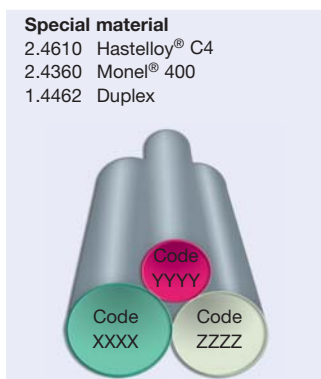 Special material
2.4610 Hastelloy® C4
2.4360 Monel® 400
1.4462 Duplex
Code
YYYY
Code
XXXX
Code
ZZZZ